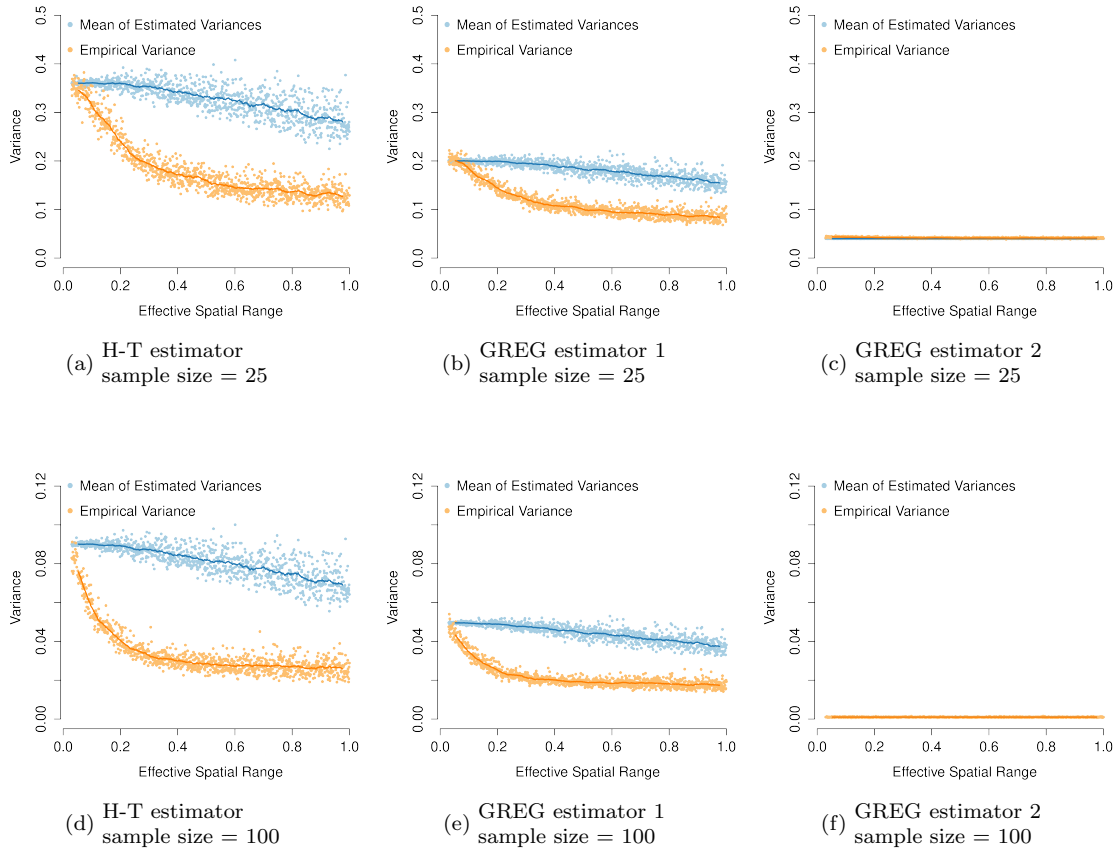 0.5
0.4
0.3
0.2
0.1
0.0
Variance
Mean of Estimated Variances
Empirical Variance
0.0 0.2 0.4 0.6 0.8 1.0
Effective Spatial Range
(a) H-T estimator
sample size = 25
0.5
0.4
0.3
0.2
0.1
0.0
Variance
Mean of Estimated Variances
Empirical Variance
0.0 0.2 0.4 0.6 0.8 1.0
Effective Spatial Range
(b) GREG estimator 1
sample size = 25
0.5
0.4
0.3
0.2
0.1
0.0
Variance
Mean of Estimated Variances
Empirical Variance
0.0 0.2 0.4 0.6 0.8 1.0
Effective Spatial Range
(c) GREG estimator 2
sample size = 25
0.12
0.08
0.04
0.00
Variance
Mean of Estimated Variances
Empirical Variance
0.0 0.2 0.4 0.6 0.8 1.0
Effective Spatial Range
(d) H-T estimator
sample size = 100
0.12
0.08
0.04
0.00
Variance
Mean of Estimated Variances
Empirical Variance
0.0 0.2 0.4 0.6 0.8 1.0
Effective Spatial Range
(e) GREG estimator 1
sample size = 100
0.12
0.08
0.04
0.00
Variance
Mean of Estimated Variances
Empirical Variance
0.0 0.2 0.4 0.6 0.8 1.0
Effective Spatial Range
(f) GREG estimator 2
sample size = 100